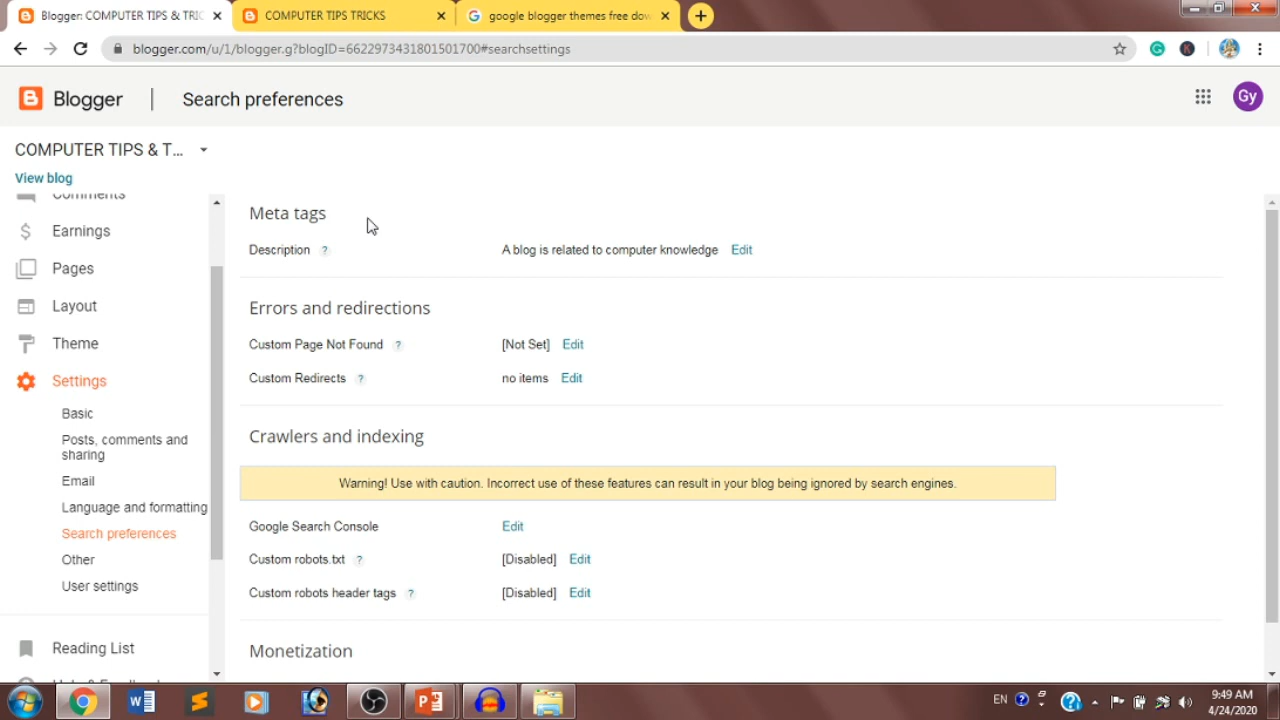 Blogger: COMPUTER TIPS & TRIC
COMPUTER TIPS TRICKS
google blogger themes free dow
blogger.com/u/1/blogger.g?blogID=6622973431801501700#searchsettings
Blogger
Search preferences
Gy
COMPUTER TIPS & T...
View blog
Comments
Earnings
Pages
Layout
Theme
Settings
Basic
Posts, comments and
sharing
Email
Language and formatting
Search preferences
Other
User settings
Reading List
Help & Feedback
Meta tags
Description ? A blog is related to computer knowledge Edit
Errors and redirections
Custom Page Not Found ? [Not Set] Edit
Custom Redirects ? no items Edit
Crawlers and indexing
Warning! Use with caution. Incorrect use of these features can result in your blog being ignored by search engines.
Google Search Console Edit
Custom robots.txt ? [Disabled] Edit
Custom robots header tags ? [Disabled] Edit
Monetization
EN
9:49 AM
4/24/2020